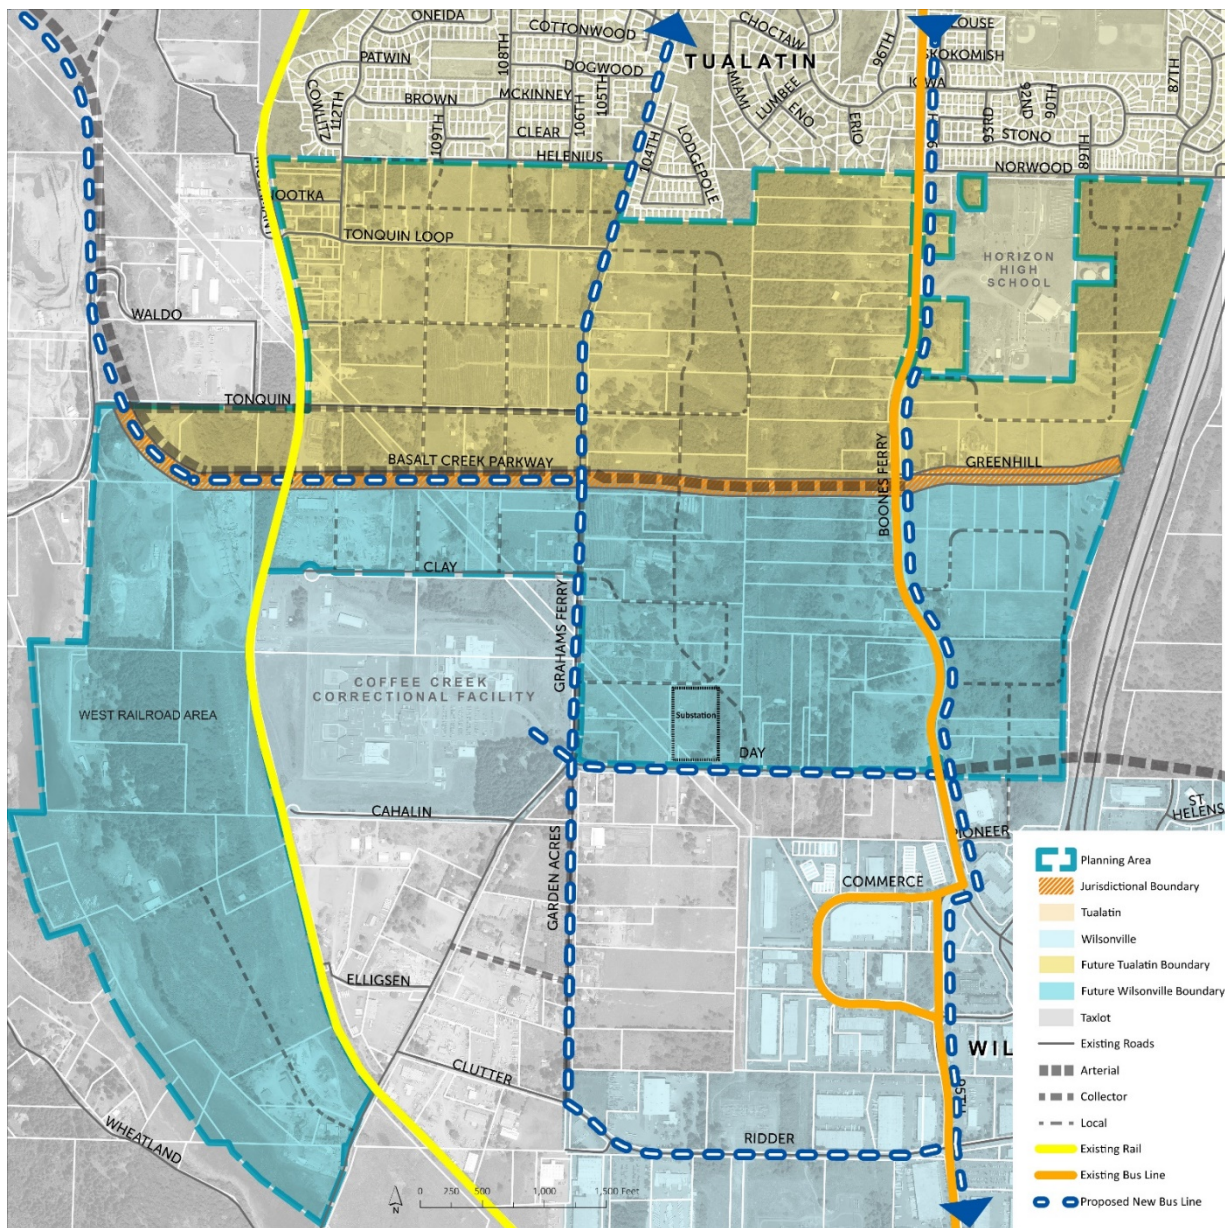 ONEIDA
COTTONWOOD
CHOCTAW
96TH
SKOKOMISH
87TH
PATWIN
108TH
DOGWOOD
TUALATIN
IOWA
COWLITZ
112TH
BROWN
MCKINNEY
106TH
105TH
MIAMI
LUMBEE
ENO
ERIO
93RD
92ND
90TH
STONO
109TH
CLEAR
104TH
LODGEPOLE
89TH
HELENIUS
NORWOOD
TONQUIN LOOP
HORIZON
HIGH
SCHOOL
WALDO
TONQUIN
BASALT CREEK PARKWAY
GREENHILL
BOONES FERRY
CLAY
GRAHAMS FERRY
COFFEE CREEK
CORRECTIONAL FACILITY
WEST RAILROAD AREA
Substation
DAY
CAHALIN
ST
HELENS
PIONEER
GARDEN ACRES
COMMERCE
ELLIGSEN
CLUTTER
WIL
95TH
RIDDER
WHEATLAND
N
0 250 500 1,000 1,500 Feet
Planning Area
Jurisdictional Boundary
Tualatin
Wilsonville
Future Tualatin Boundary
Future Wilsonville Boundary
Taxlot
Existing Roads
Arterial
Collector
Local
Existing Rail
Existing Bus Line
Proposed New Bus Line